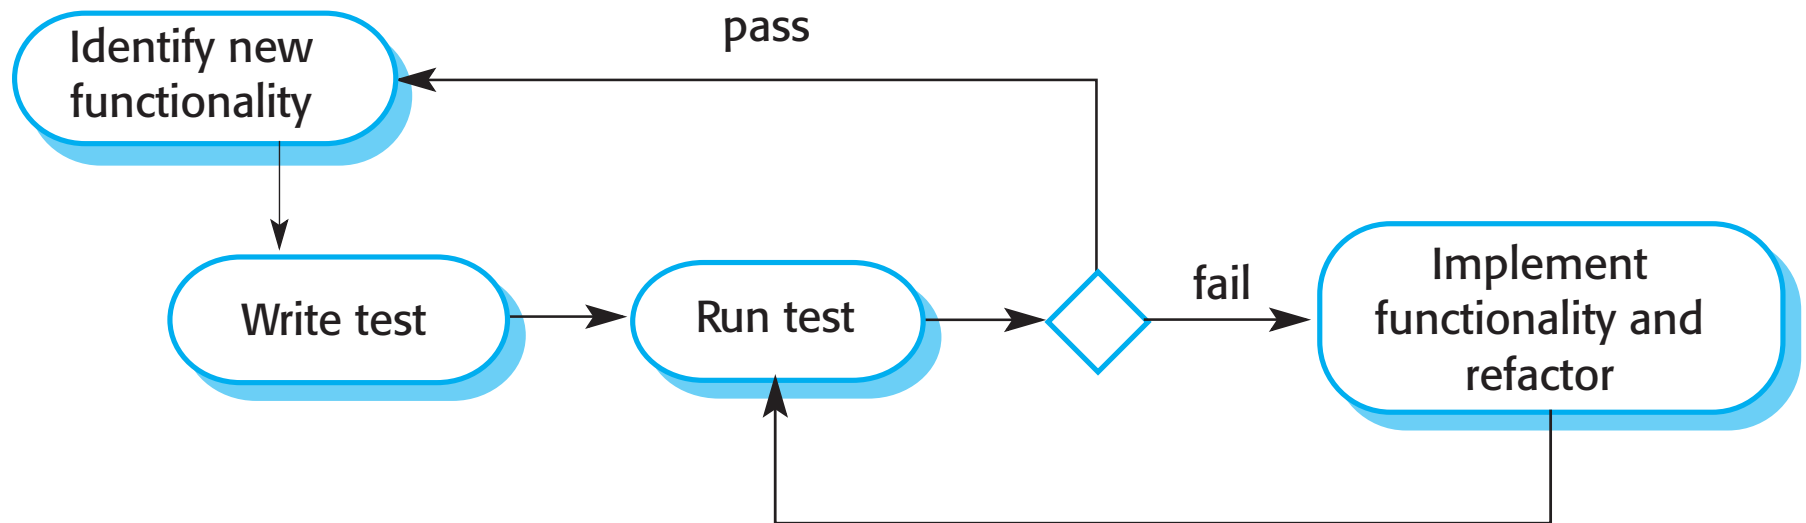 pass
Identify new
functionality
Write test
Run test
fail
Implement
functionality and
refactor